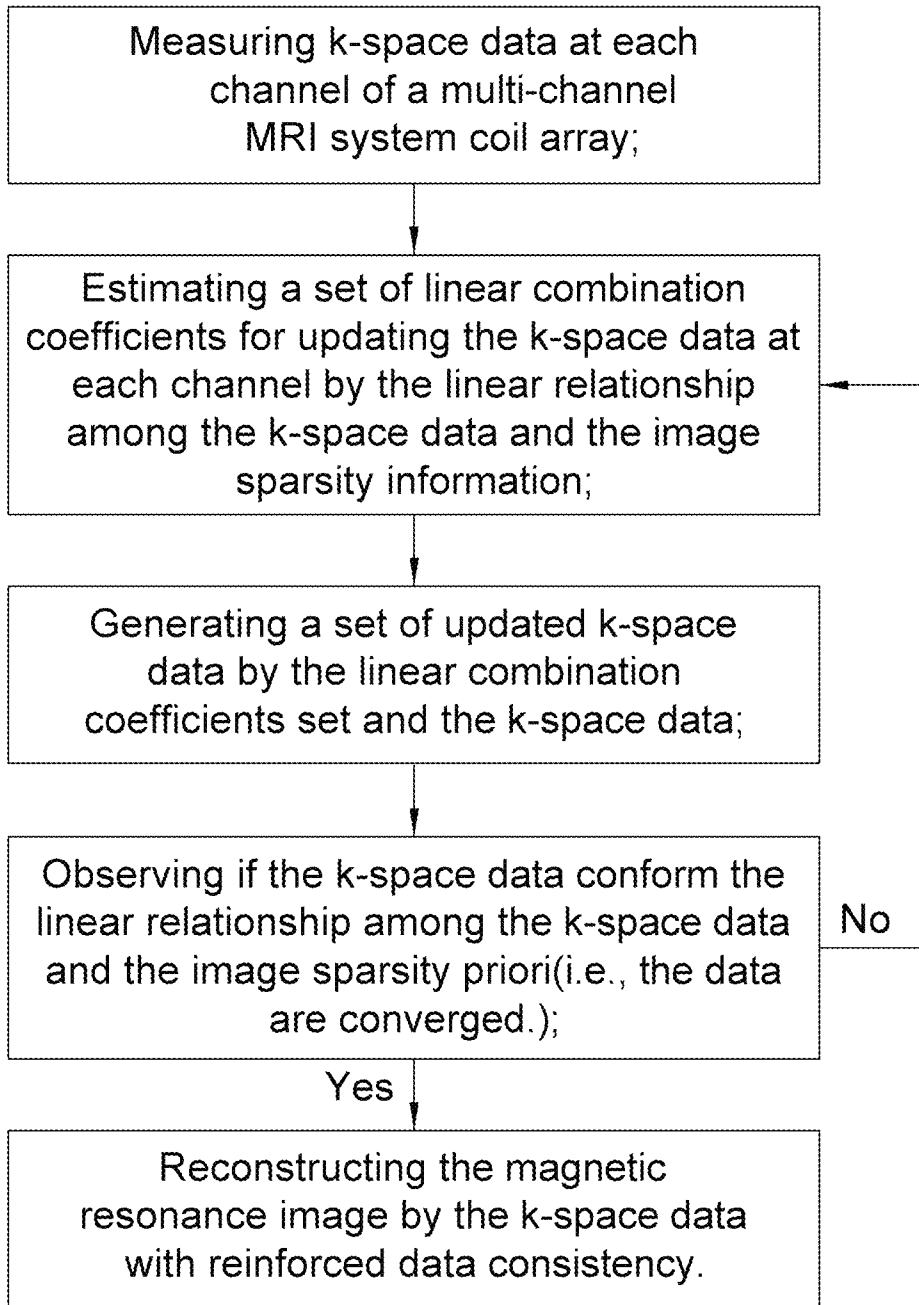 Measuring k-space data at each
channel of a multi-channel
MRI system coil array;
Estimating a set of linear combination
coefficients for updating the k-space data at
each channel by the linear relationship
among the k-space data and the image
sparsity information;
Generating a set of updated k-space
data by the linear combination
coefficients set and the k-space data;
Observing if the k-space data conform the
linear relationship among the k-space data
and the image sparsity priori(i.e., the data
are converged.);
No
Yes
Reconstructing the magnetic
resonance image by the k-space data
with reinforced data consistency.